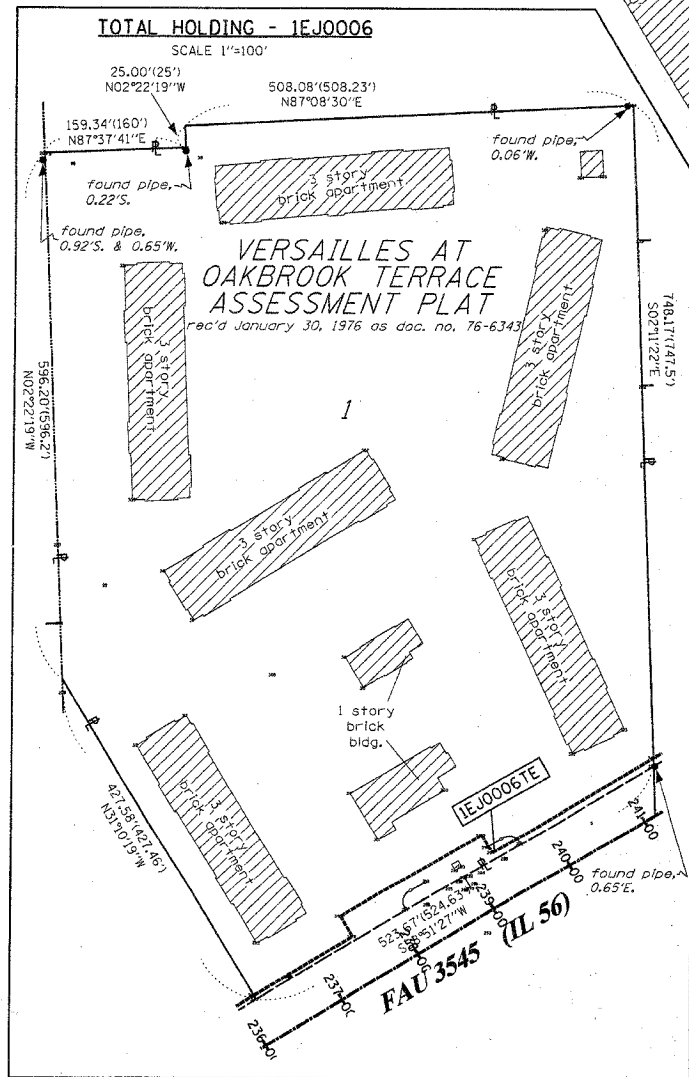 TOTAL HOLDING - 1EJ0006
SCALE 1"=100'
25.00'(25')
N02°22'19"W
508.08'(508.23')
N87°08'30"E
159.34'(160')
N87°37'41"E
found pipe,
0.06'W.
found pipe,
0.22'S.
found pipe,
0.92'S. & 0.65'W.
3 story
brick apartment
VERSAILLES AT
OAKBROOK TERRACE
ASSESSMENT PLAT
rec'd January 30, 1976 as doc. no. 76-6343
3 story
brick apartment
3 story
brick apartment
748.17'(747.5')
S02°11'22"E
596.20'(596.2')
N02°22'19"W
1
3 story
brick apartment
3 story
brick apartment
1 story
brick
bldg.
3 story
brick apartment
427.58'(427.46')
N31°10'19"W
1EJ0006TE
523.67'(524.63'
51'27"W
found pipe,
0.65'E.
241+00
240+00
239+00
237+00
236+00
FAU 3545 (IL 56)